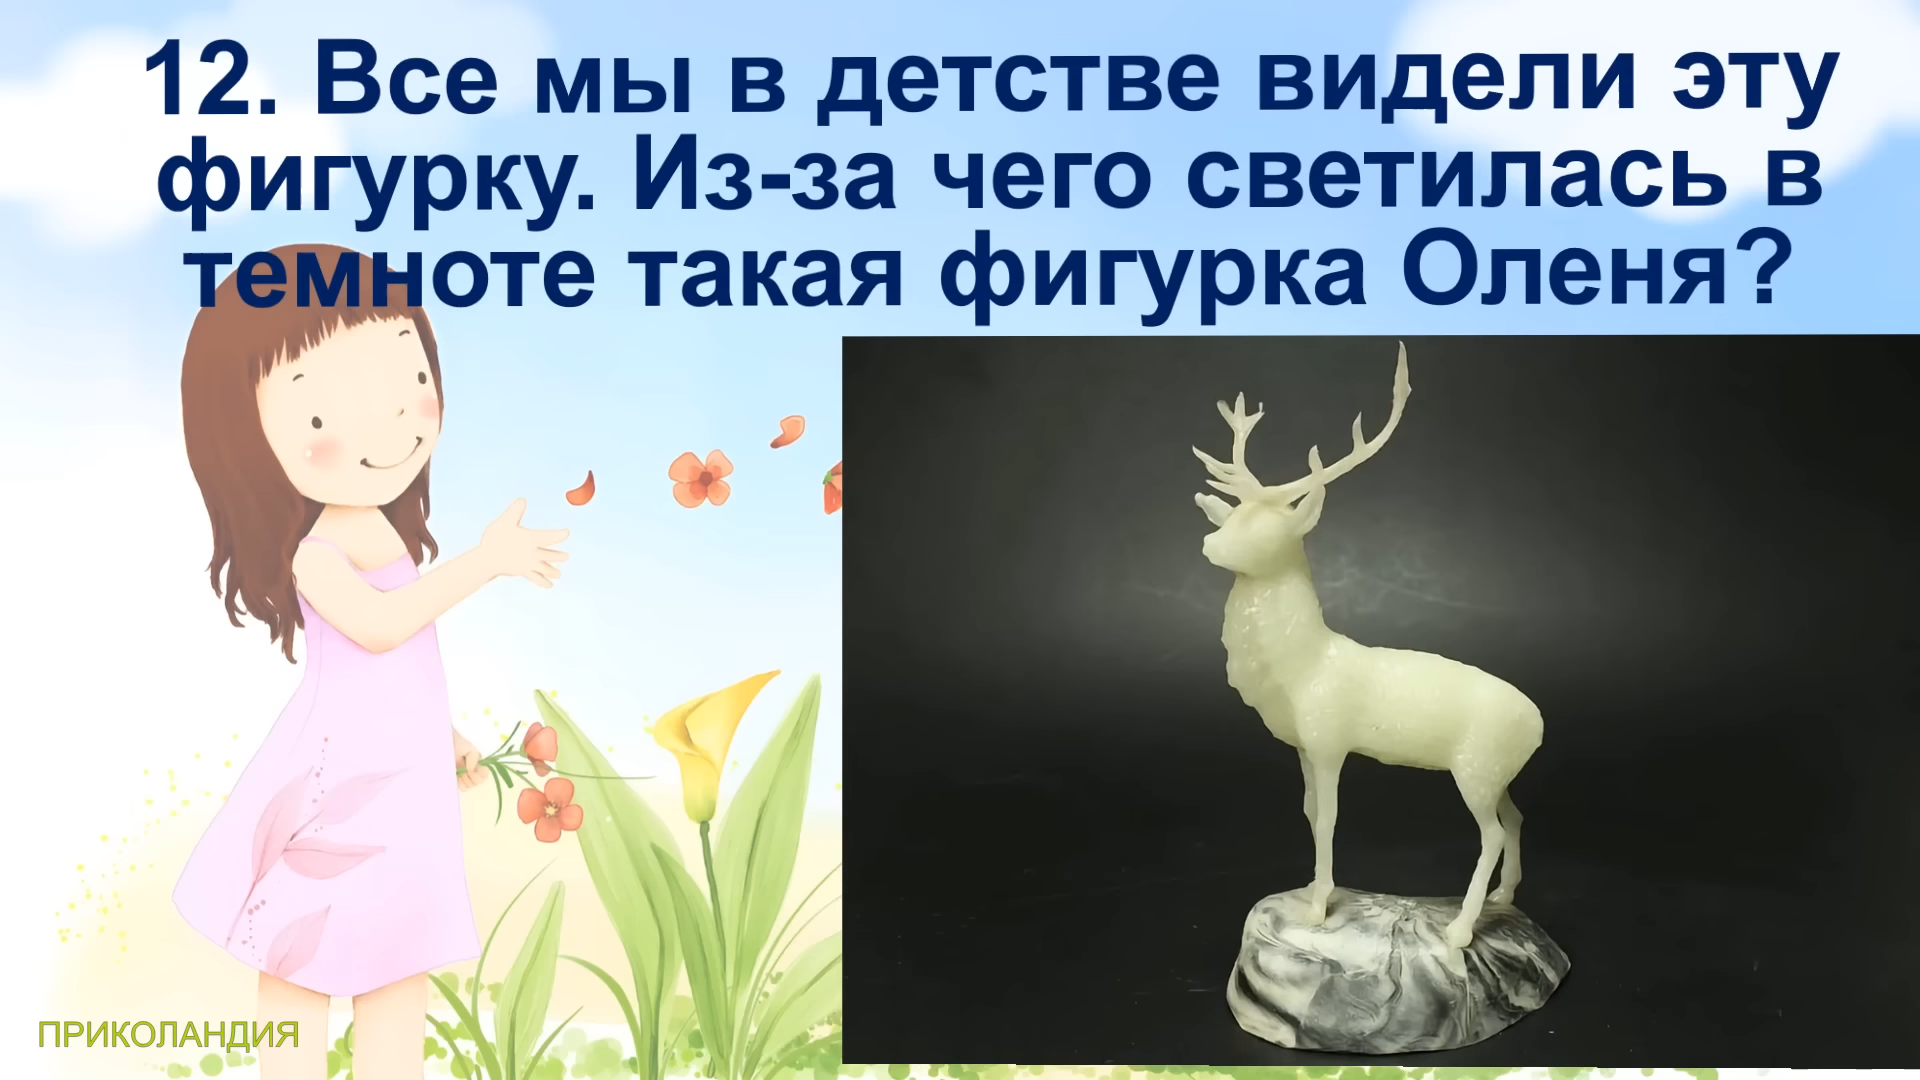 12. Все мы в детстве видели эту
фигурку. Из-за чего светилась в
темноте такая фигурка Оленя?
ПРИКОЛАНДИЯ